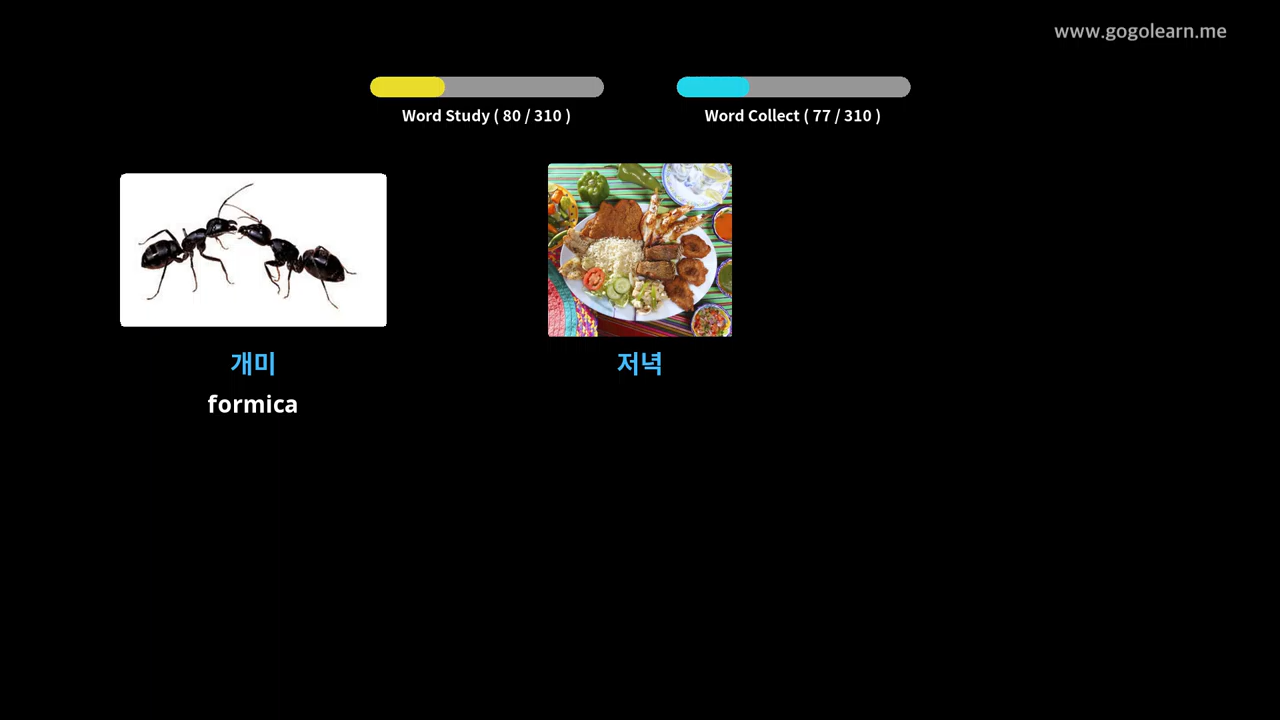 www.gogolearn.me
Word Study ( 80 / 310 )
Word Collect ( 77 / 310 )
개미
저녁
formica